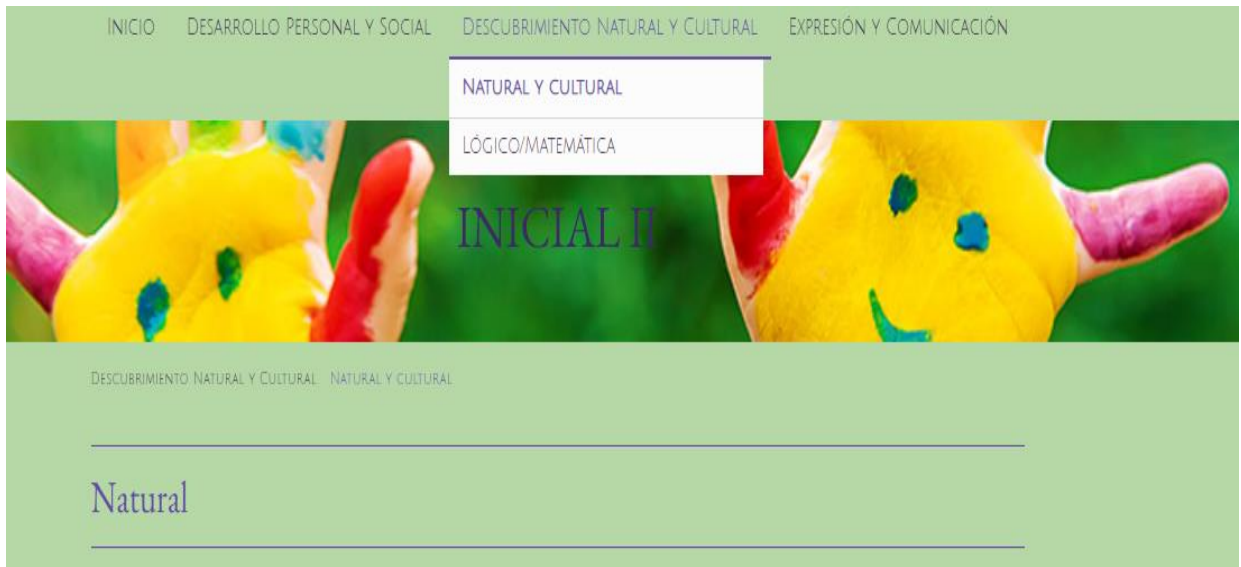 INICIO DESARROLLO PERSONAL Y SOCIAL DESCUBRIMIENTO NATURAL Y CULTURAL EXPRESIÓN Y COMUNICACIÓN
NATURAL Y CULTURAL
LÓGICO/MATEMÁTICA
INICIAL II
DESCUBRIMIENTO NATURAL Y CULTURAL NATURAL Y CULTURAL
Natural